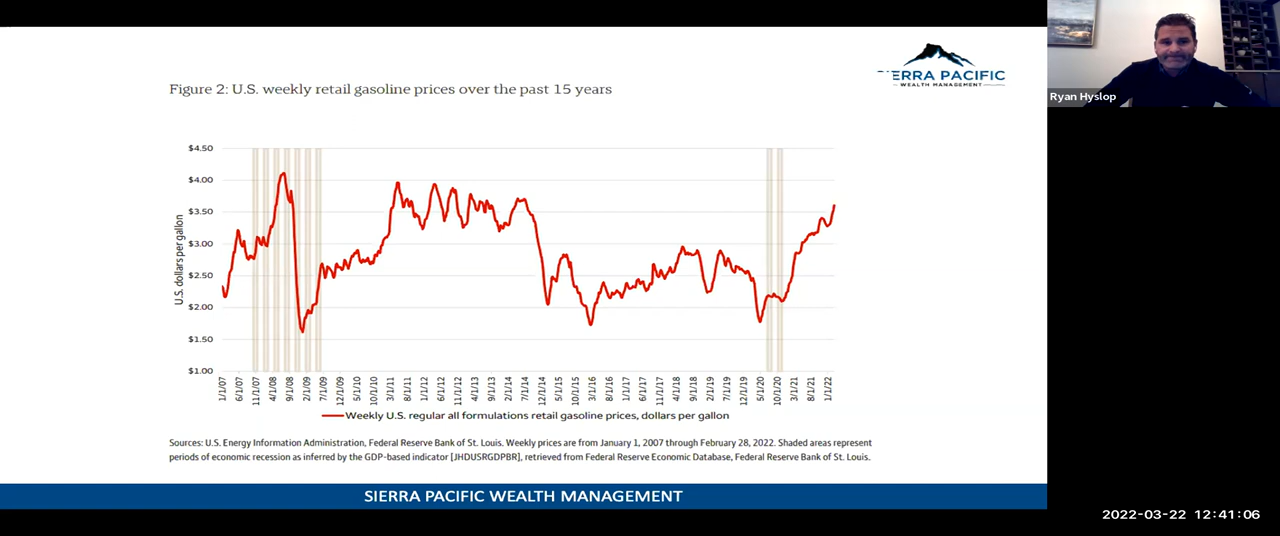 Figure 2: U.S. weekly retail gasoline prices over the past 15 years
SIERRA PACIFIC
WEALTH MANAGEMENT
Ryan Hyslop
U.S. dollars per gallon
$4.50
$4.00
$3.50
$3.00
$2.50
$2.00
$1.50
$1.00
1/1/07 6/1/07 11/1/07 4/1/08 9/1/08 2/1/09 7/1/09 12/1/09 5/1/10 10/1/10 3/1/11 8/1/11 1/1/12 6/1/12 11/1/12 4/1/13 9/1/13 2/1/14 7/1/14 12/1/14 5/1/15 10/1/15 3/1/16 8/1/16 1/1/17 6/1/17 11/1/17 4/1/18 9/1/18 2/1/19 7/1/19 12/1/19 5/1/20 10/1/20 3/1/21 8/1/21 1/1/22
Weekly U.S. regular all formulations retail gasoline prices, dollars per gallon
Sources: U.S. Energy Information Administration, Federal Reserve Bank of St. Louis. Weekly prices are from January 1, 2007 through February 28, 2022. Shaded areas represent
periods of economic recession as inferred by the GDP-based indicator [JHDUSRGDPBR], retrieved from Federal Reserve Economic Database, Federal Reserve Bank of St. Louis.
SIERRA PACIFIC WEALTH MANAGEMENT
2022-03-22 12:41:06